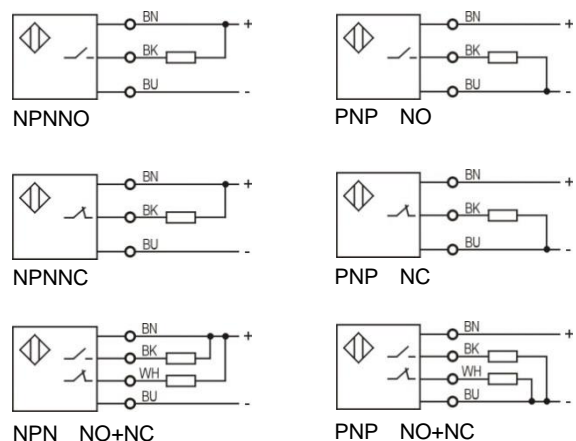 BN +
BK
BU -
NPNNO
BN +
BK
BU -
PNP NO
BN +
BK
BU -
NPNNC
BN +
BK
BU -
PNP NC
BN +
BK
WH
BU -
NPN NO+NC
BN +
BK
WH
BU -
PNP NO+NC